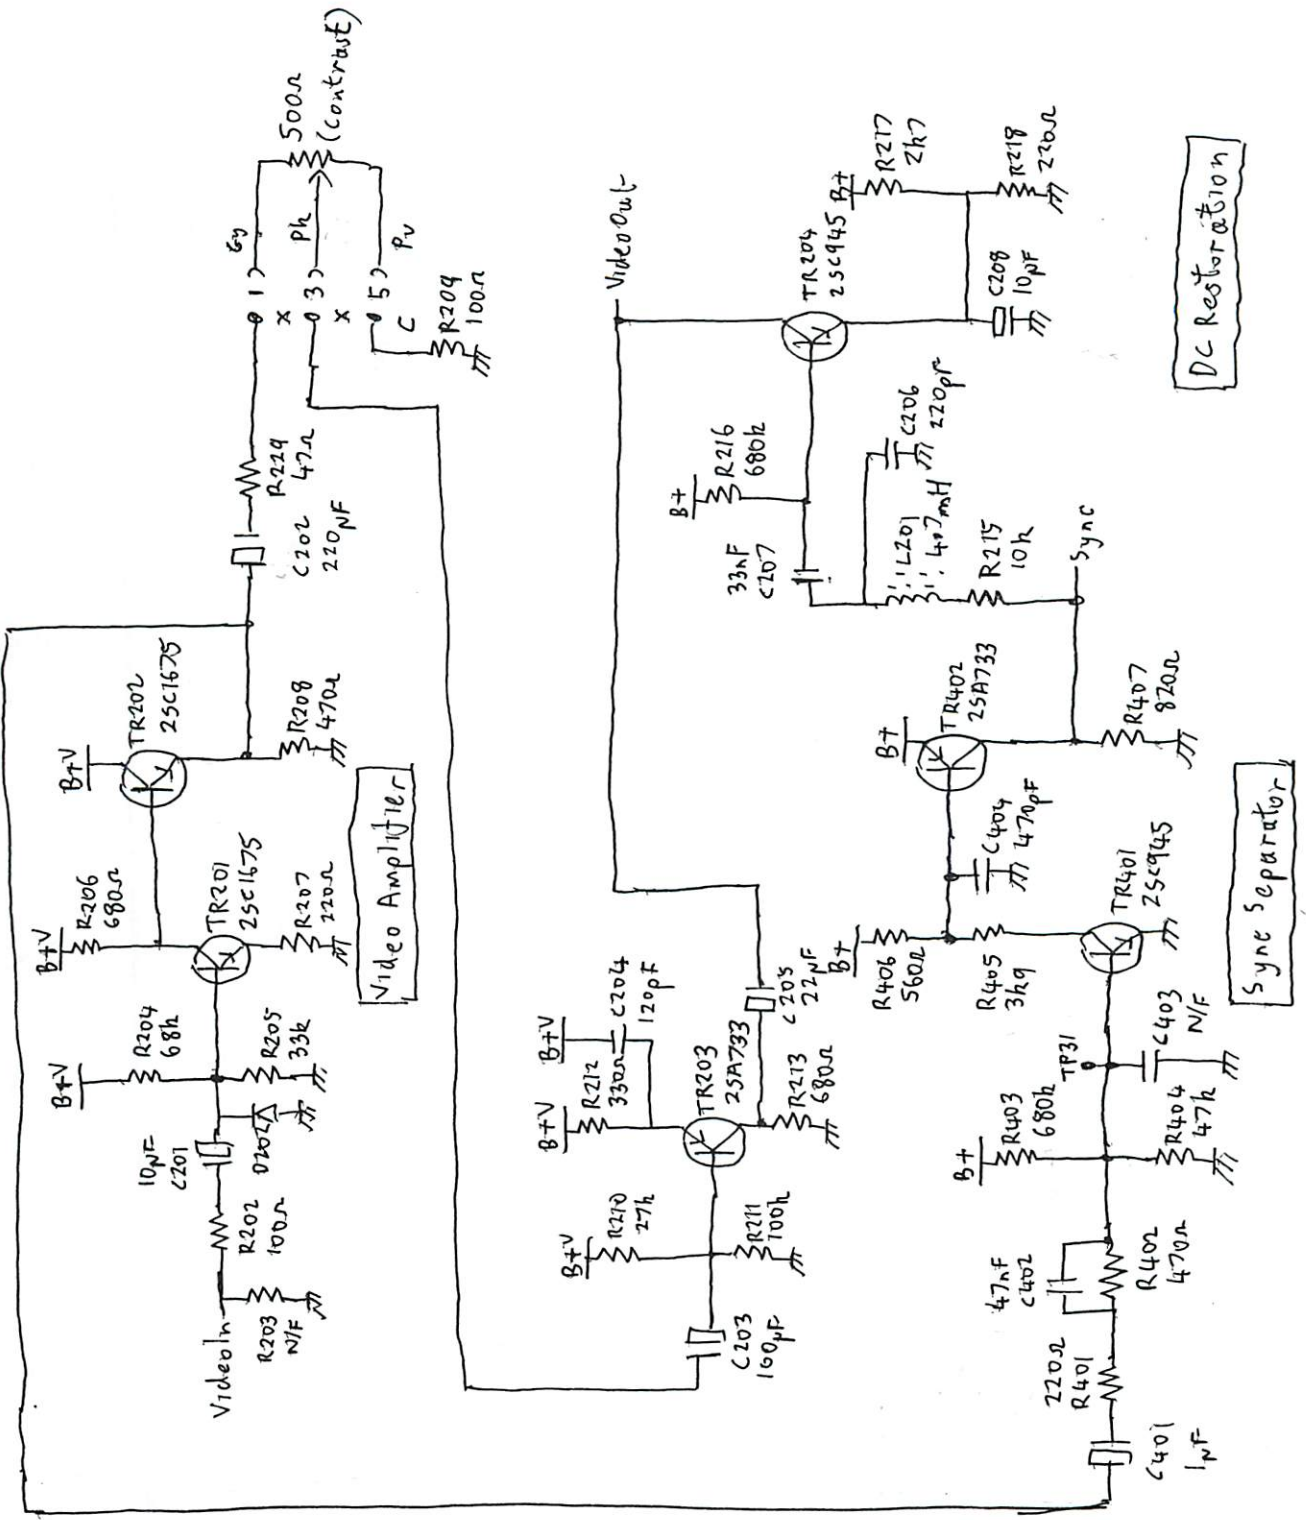 VideoIn
R203
N/F
R202
100Ω
10µF
C201
D202
B+V
R204
68k
R205
33k
B+V
R206
680Ω
TR201
2SC1675
R207
220Ω
B+V
TR202
2SC1675
R208
470Ω
Video Amplifier
C202
220µF
R229
47Ω
1
x
3
x
5
C
Gy
Pk
Pv
500Ω
(Contrast)
R209
100Ω
C203
100µF
B+V
R210
27k
R211
100k
B+V
R212
330Ω
B+V
C204
120pF
TR203
2SA733
R213
680Ω
C205
22µF
Video Out
33nF
C207
B+
R216
680k
C206
220pF
L201
4.7mH
R215
10k
Sync
TR204
2SC945
B+
R217
2k7
R218
220Ω
C208
10µF
DC Restoration
C401
1µF
220Ω
R401
47nF
C402
R402
470Ω
B+
R403
680k
R404
47k
TP31
C403
N/F
TR401
2SC945
B+
R406
560Ω
R405
3k9
C404
470pF
B+
TR402
2SA733
R407
820Ω
Sync Separator